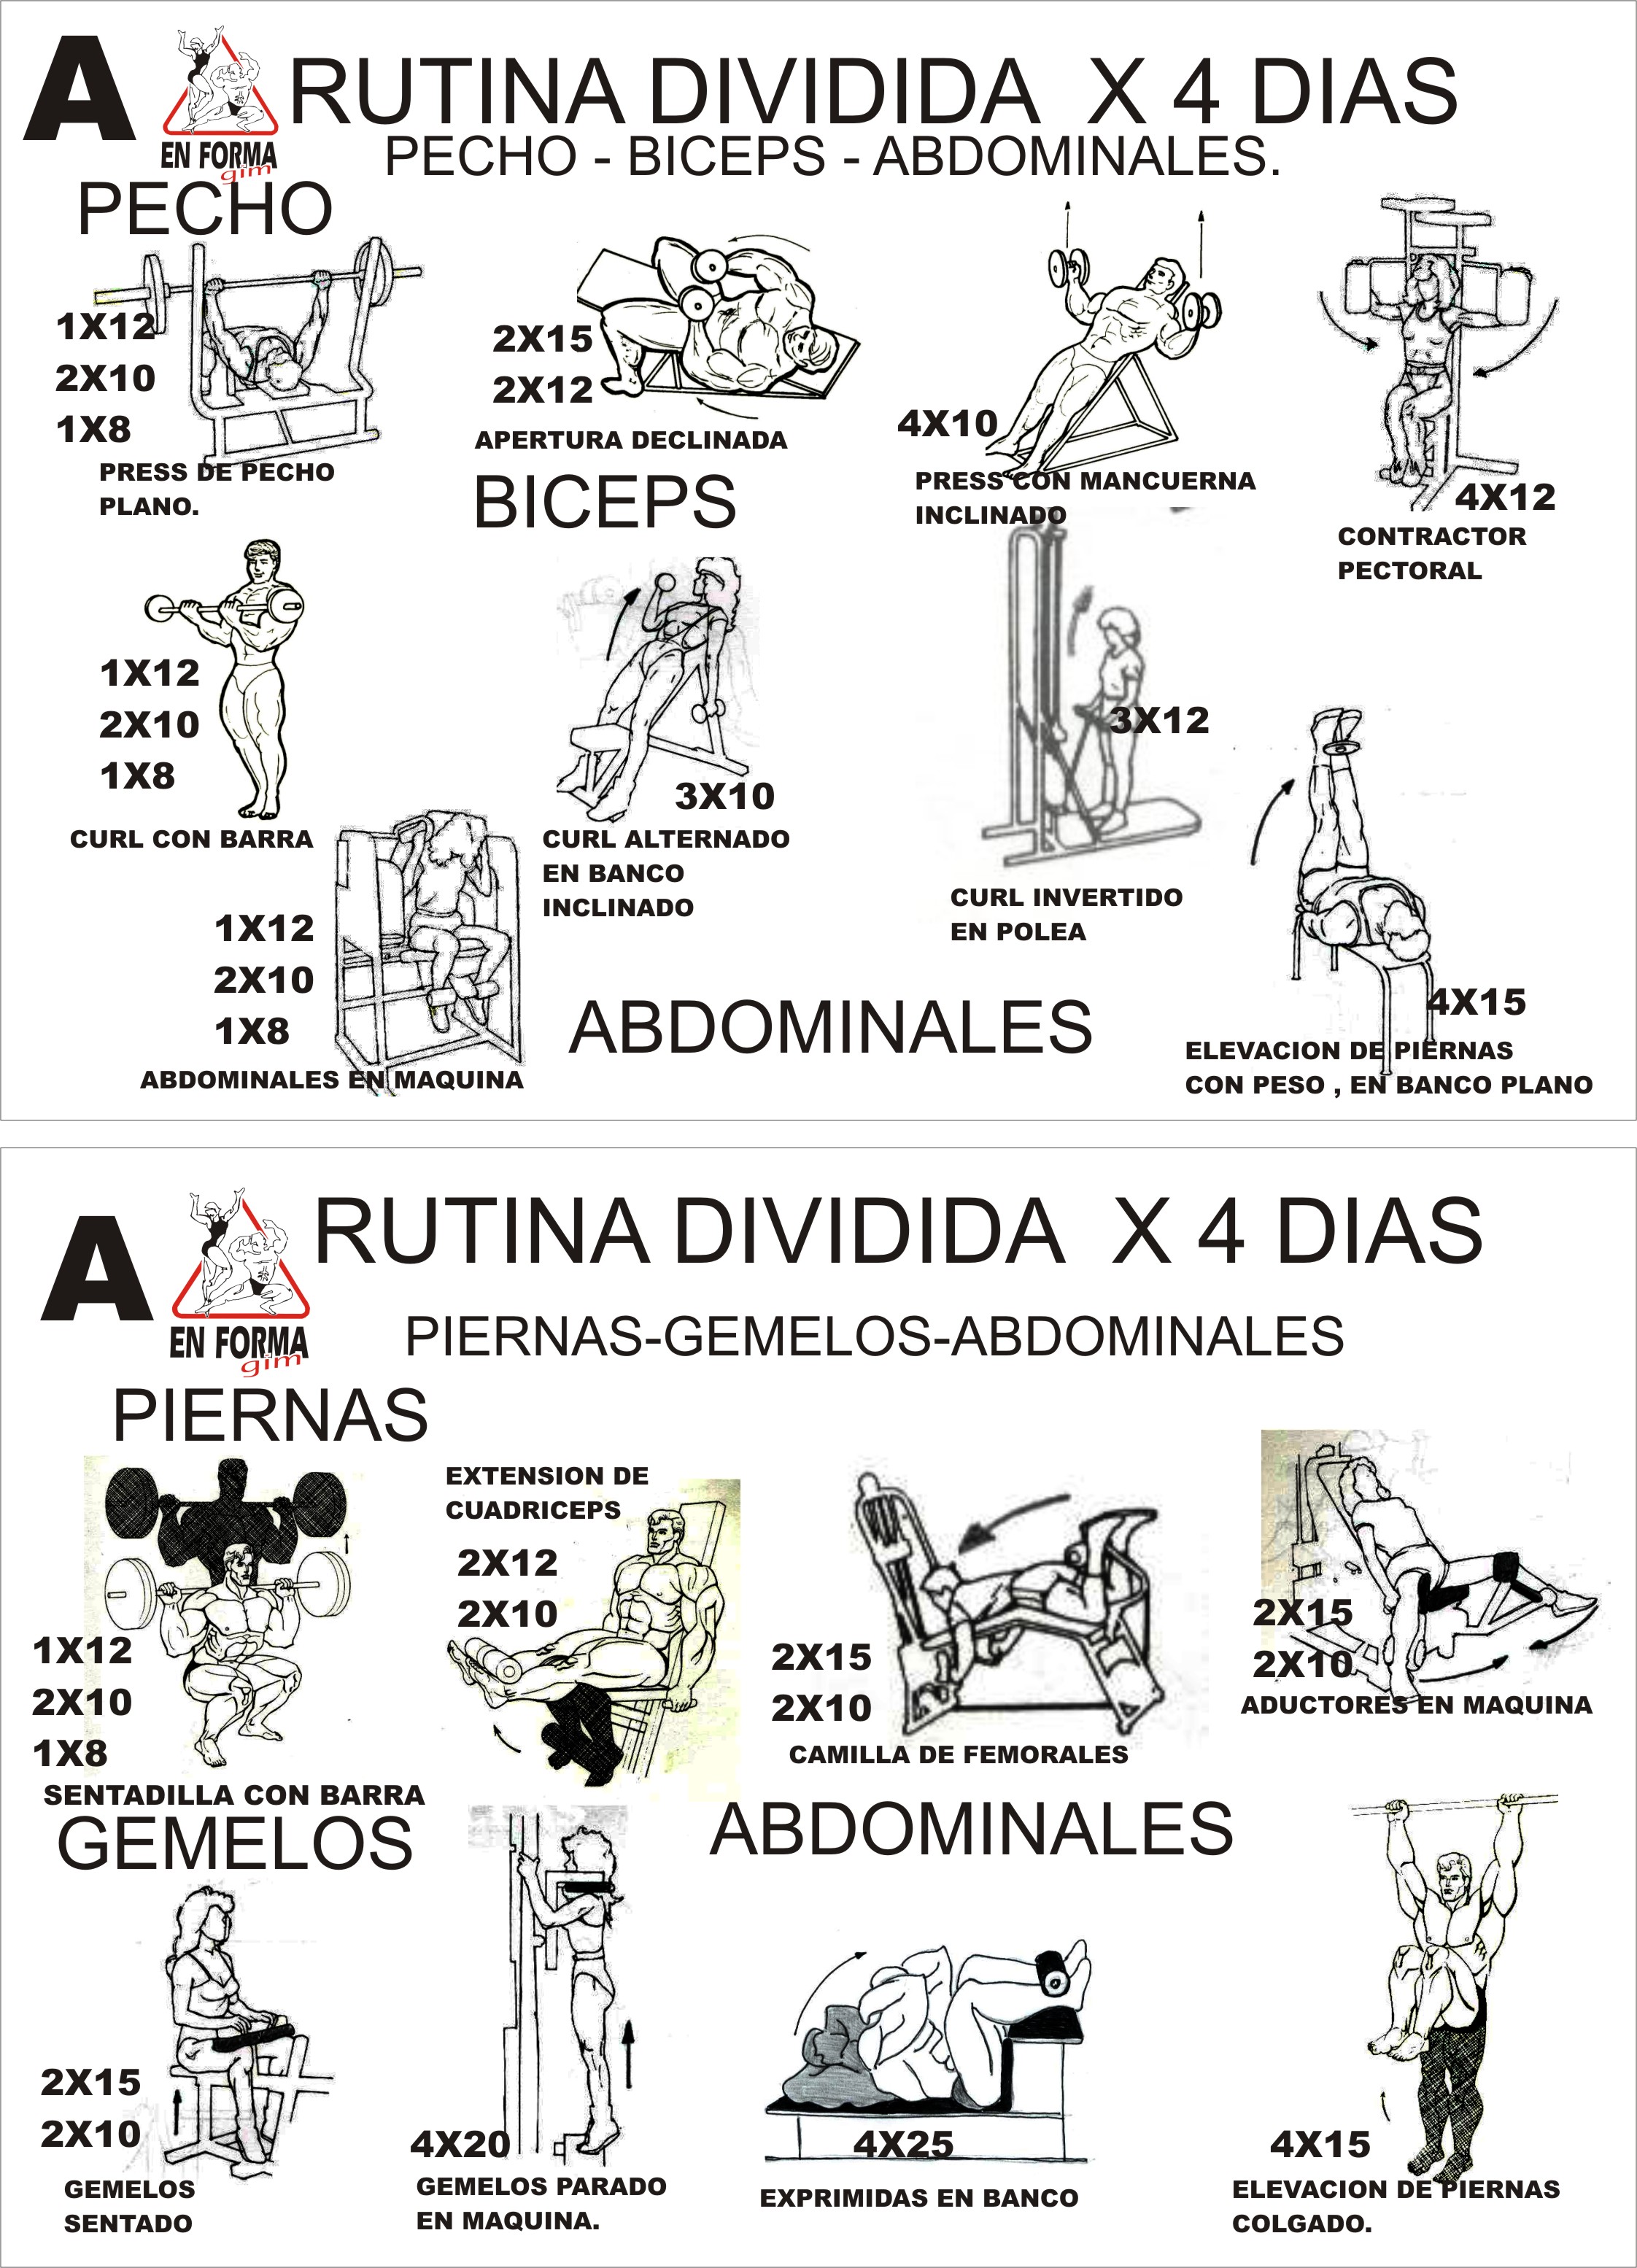 A
EN FORMA
gim
RUTINA DIVIDIDA X 4 DIAS
PECHO - BICEPS - ABDOMINALES.
PECHO
1X12
2X10
1X8
PRESS DE PECHO
PLANO.
2X15
2X12
APERTURA DECLINADA
4X10
PRESS CON MANCUERNA
INCLINADO
4X12
CONTRACTOR
PECTORAL
BICEPS
1X12
2X10
1X8
CURL CON BARRA
3X10
CURL ALTERNADO
EN BANCO
INCLINADO
3X12
CURL INVERTIDO
EN POLEA
ABDOMINALES
1X12
2X10
1X8
ABDOMINALES EN MAQUINA
4X15
ELEVACION DE PIERNAS
CON PESO , EN BANCO PLANO
A
EN FORMA
gim
RUTINA DIVIDIDA X 4 DIAS
PIERNAS-GEMELOS-ABDOMINALES
PIERNAS
1X12
2X10
1X8
SENTADILLA CON BARRA
EXTENSION DE
CUADRICEPS
2X12
2X10
2X15
2X10
CAMILLA DE FEMORALES
2X15
2X10
ADUCTORES EN MAQUINA
GEMELOS
2X15
2X10
GEMELOS
SENTADO
4X20
GEMELOS PARADO
EN MAQUINA.
ABDOMINALES
4X25
EXPRIMIDAS EN BANCO
4X15
ELEVACION DE PIERNAS
COLGADO.